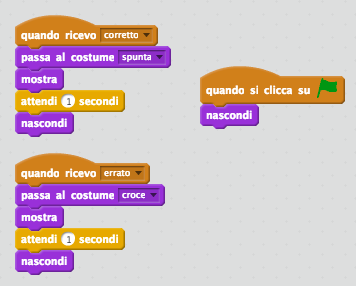 quando ricevo corretto
passa al costume spunta
mostra
attendi 1 secondi
nascondi
quando si clicca su
nascondi
quando ricevo errato
passa al costume croce
mostra
attendi 1 secondi
nascondi